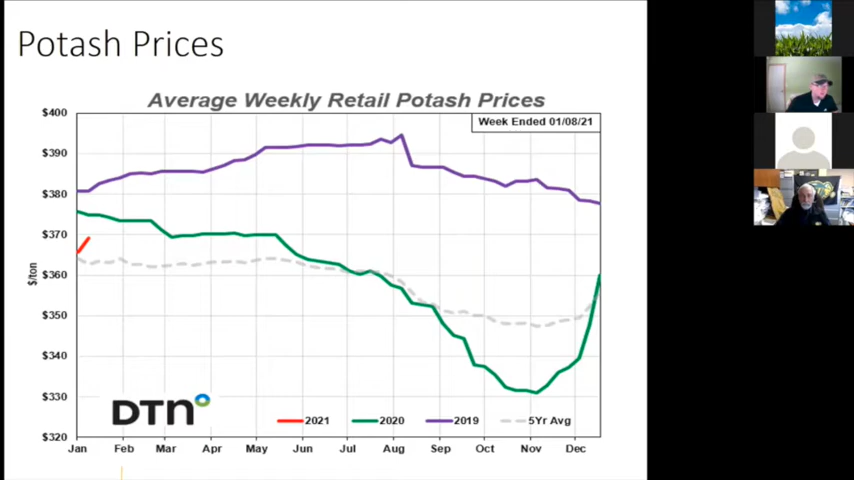 Potash Prices
Average Weekly Retail Potash Prices
Week Ended 01/08/21
$400
$390
$380
$370
$360
$350
$340
$330
$320
$/ton
DTN
2021 2020 2019 5Yr Avg
Jan Feb Mar Apr May Jun Jul Aug Sep Oct Nov Dec